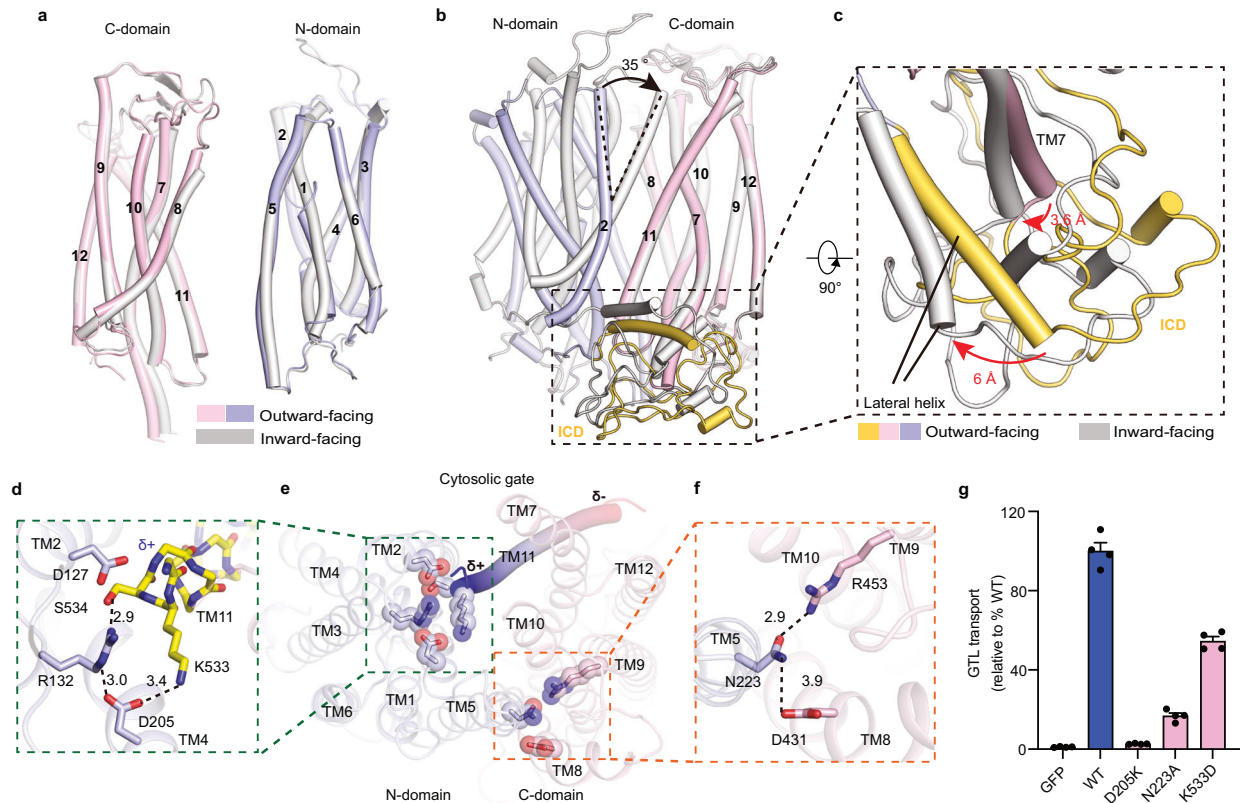 a
C-domain
N-domain
9
7
10
8
12
11
2
3
1
5
6
4
Outward-facing
Inward-facing
b
N-domain
C-domain
35 °
8
10
12
9
2
7
11
ICD
90°
c
TM7
3.6 Å
ICD
6 Å
Lateral helix
Outward-facing
Inward-facing
d
TM2
δ+
D127
S534
TM11
2.9
K533
R132
3.0
3.4
D205
TM4
e
Cytosolic gate
δ-
TM7
TM2
TM11
δ+
TM4
TM12
TM3
TM10
TM9
TM1
TM5
TM6
TM8
N-domain
C-domain
f
TM9
TM10
R453
2.9
TM5
N223
3.9
D431
TM8
g
GTL transport
(relative to % WT)
120
80
40
0
GFP
WT
D205K
N223A
K533D